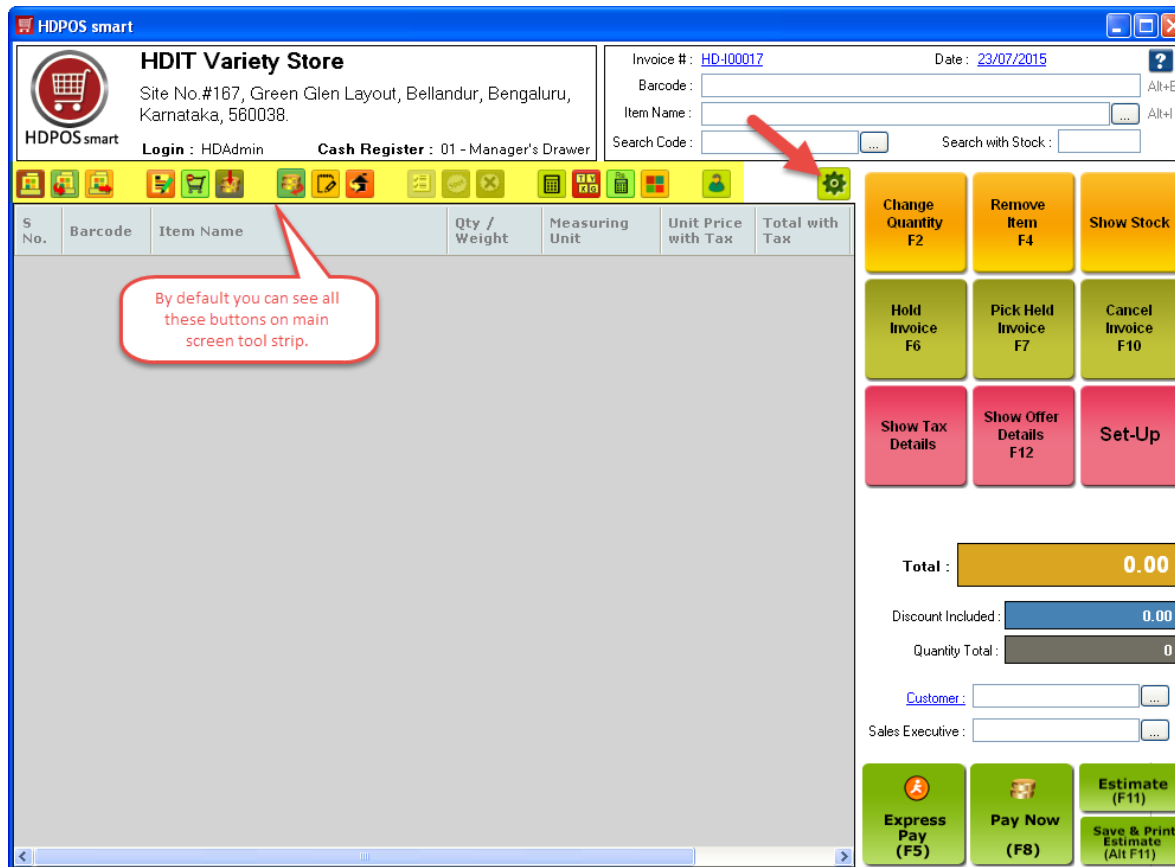 HDPOS smart
HDPOS smart
HDIT Variety Store
Site No.#167, Green Glen Layout, Bellandur, Bengaluru,
Karnataka, 560038.
Login : HDAdmin Cash Register : 01 - Manager's Drawer
Invoice # : HD-I00017 Date : 23/07/2015 ?
Barcode :
Item Name : ... Alt+I
Search Code : ... Search with Stock :
S No. Barcode Item Name Qty / Weight Measuring Unit Unit Price with Tax Total with Tax
By default you can see all
these buttons on main
screen tool strip.
Change
Quantity
F2
Remove
Item
F4
Show Stock
Hold
Invoice
F6
Pick Held
Invoice
F7
Cancel
Invoice
F10
Show Tax
Details
Show Offer
Details
F12
Set-Up
Total : 0.00
Discount Included : 0.00
Quantity Total : 0
Customer : ...
Sales Executive : ...
Express
Pay
(F5)
Pay Now
(F8)
Estimate
(F11)
Save & Print
Estimate
(Alt F11)